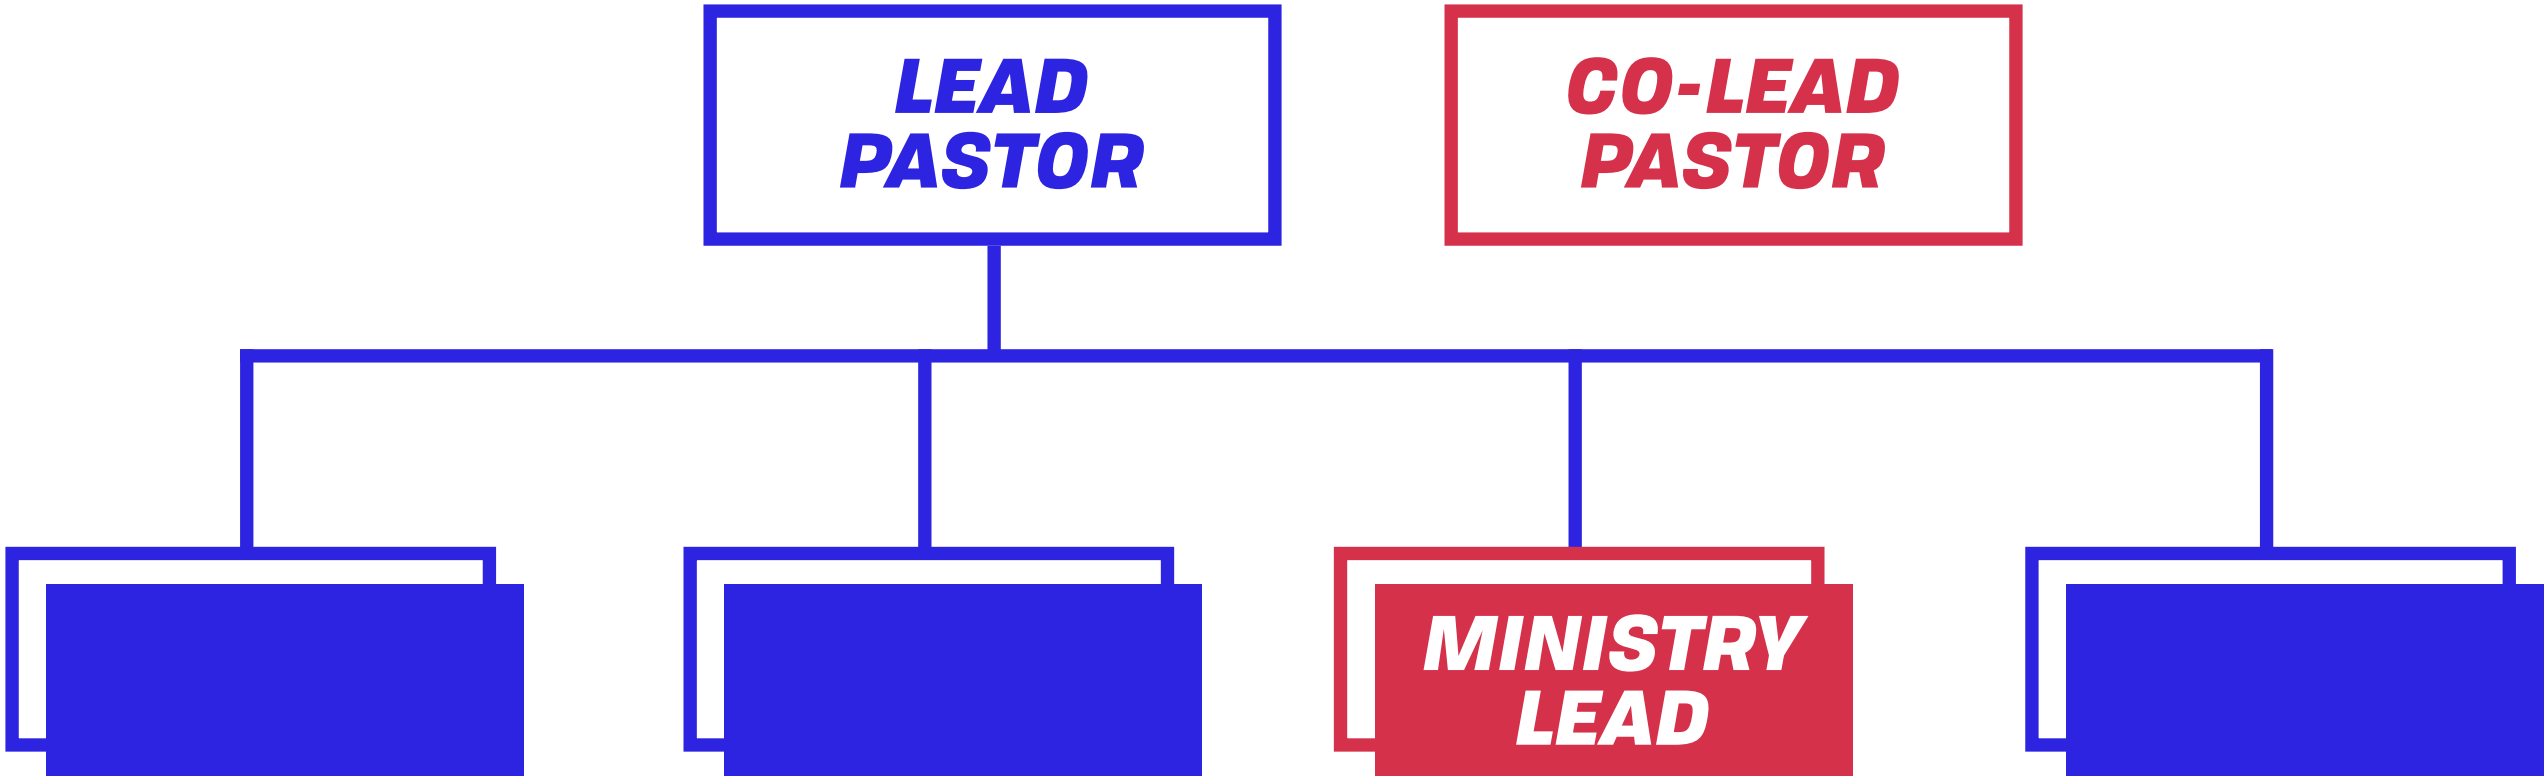 LEAD
PASTOR
CO-LEAD
PASTOR
MINISTRY
LEAD